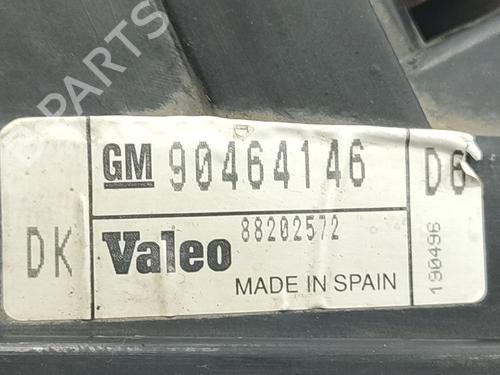 GM 90464146 D6
DK Valeo 88202572
MADE IN SPAIN
190496
B-PARTS